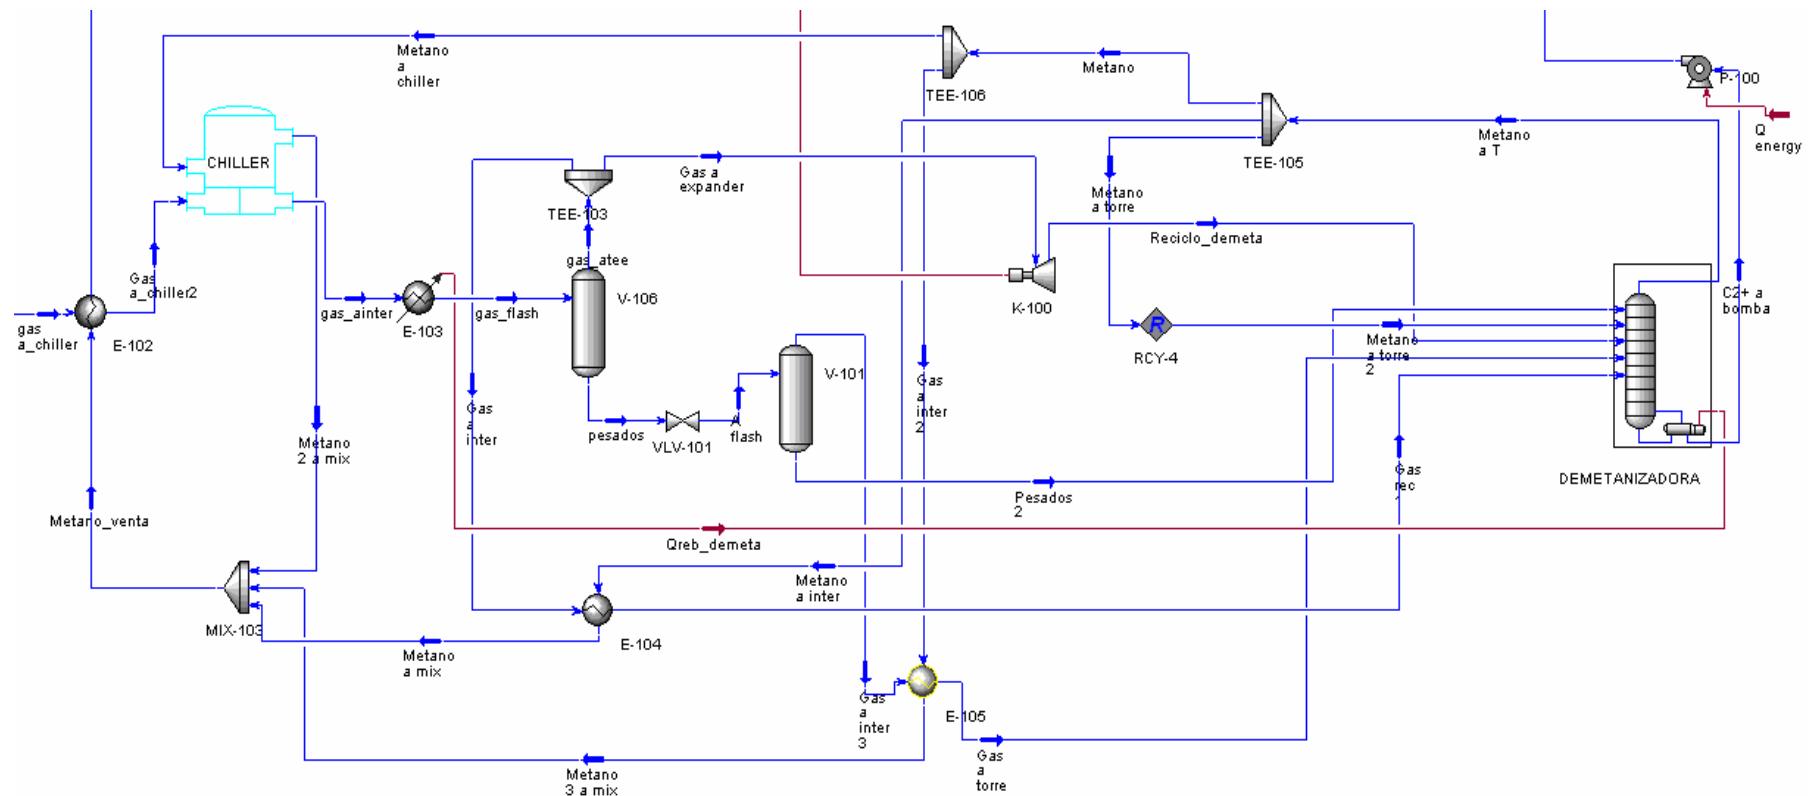 Metano
a
chiller
TEE-106
Metano
P-100
Q
energy
CHILLER
Gas a
expander
TEE-103
TEE-105
Metano
a T
Metano
a torre
Reciclo_demeta
gas_atee
Gas
a_chiller2
gas
a_chiller
E-102
gas_ainter
E-103
gas_flash
V-106
K-100
RCY-4
Metano
a torre
2
C2+ a
bomba
V-101
Gas
a
inter
pesados
VLV-101
A
flash
Gas
a
inter
2
Metano
2 a mix
Gas
rec
DEMETANIZADORA
Pesados
2
Metano_venta
Qreb_demeta
Metano
a inter
MIX-103
E-104
Metano
a mix
Gas
a
inter
3
E-105
Gas
a
torre
Metano
3 a mix